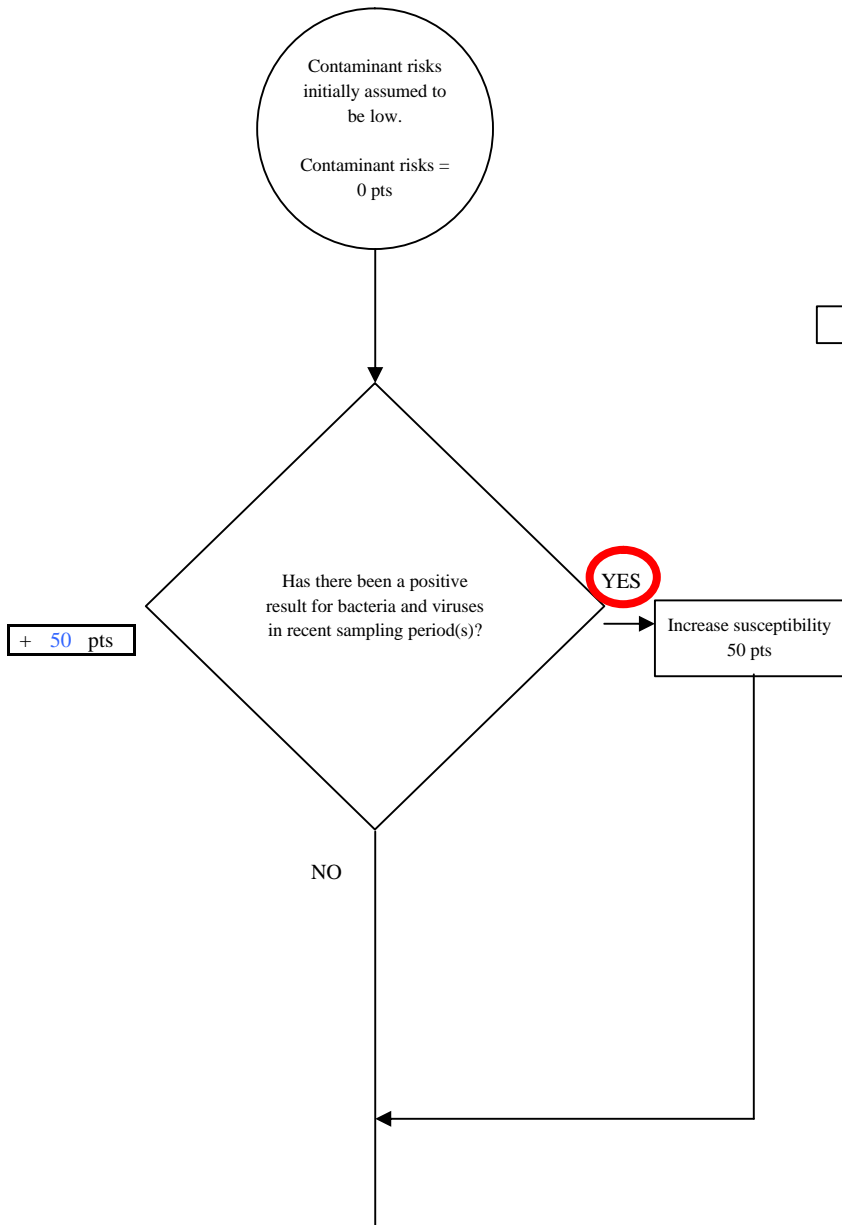 Contaminant risks
initially assumed to
be low.
Contaminant risks =
0 pts
Has there been a positive
result for bacteria and viruses
in recent sampling period(s)?
YES
Increase susceptibility
50 pts
+ 50 pts
NO